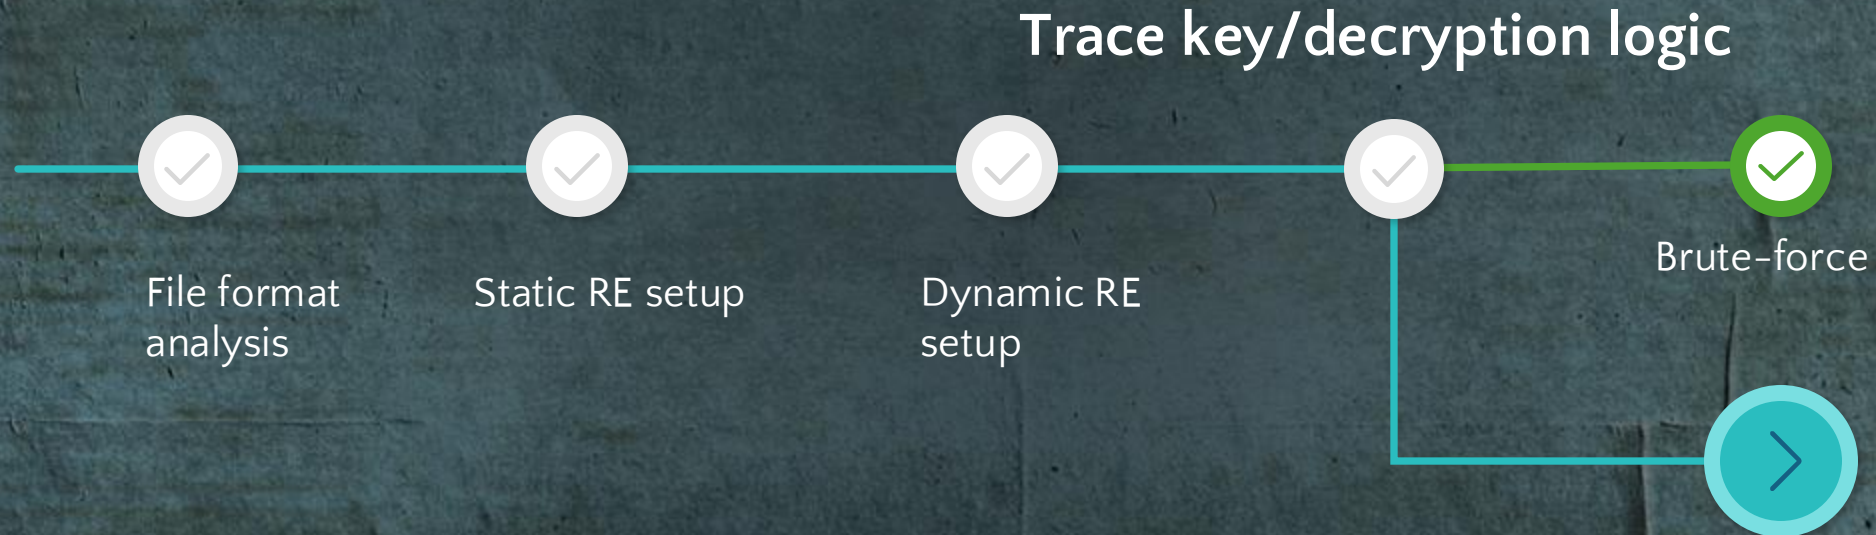 Trace key/decryption logic
File format
analysis
Static RE setup
Dynamic RE
setup
Brute-force